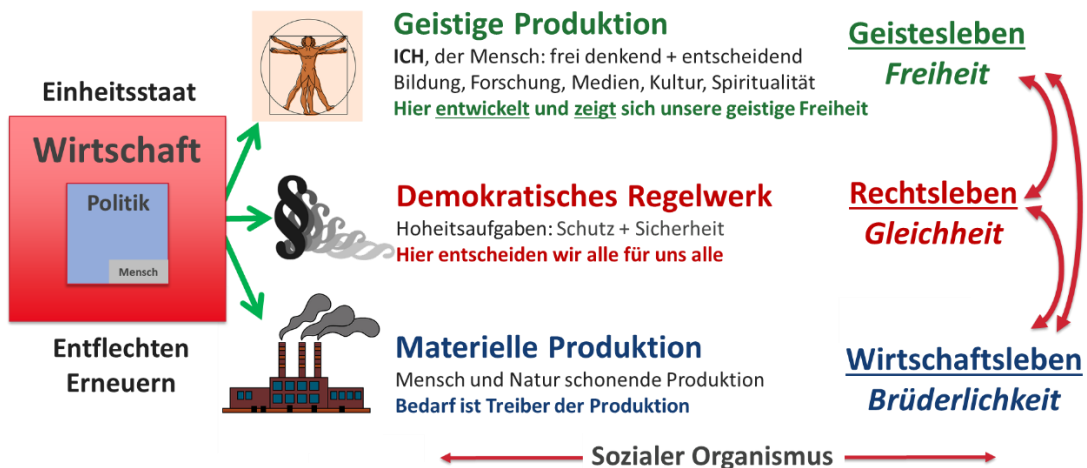 Einheitsstaat
Wirtschaft
Politik
Mensch
Entflechten
Erneuern
Geistige Produktion
ICH, der Mensch: frei denkend + entscheidend
Bildung, Forschung, Medien, Kultur, Spiritualität
Hier entwickelt und zeigt sich unsere geistige Freiheit
Geistesleben
Freiheit
§
Demokratisches Regelwerk
Hoheitsaufgaben: Schutz + Sicherheit
Hier entscheiden wir alle für uns alle
Rechtsleben
Gleichheit
Materielle Produktion
Mensch und Natur schonende Produktion
Bedarf ist Treiber der Produktion
Wirtschaftsleben
Brüderlichkeit
Sozialer Organismus